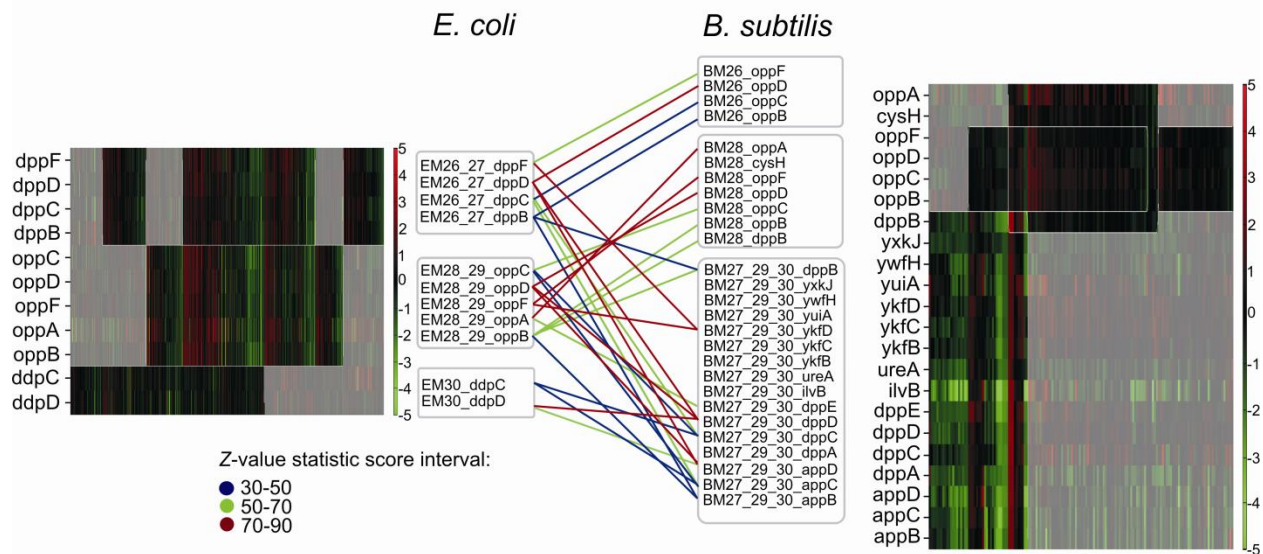 E. coli
B. subtilis
dppF
dppD
dppC
dppB
oppC
oppD
oppF
oppA
oppB
ddpC
ddpD
5
4
3
2
1
0
-1
-2
-3
-4
-5
EM26_27_dppF
EM26_27_dppD
EM26_27_dppC
EM26_27_dppB
EM28_29_oppC
EM28_29_oppD
EM28_29_oppF
EM28_29_oppA
EM28_29_oppB
EM30_ddpC
EM30_ddpD
Z-value statistic score interval:
30-50
50-70
70-90
BM26_oppF
BM26_oppD
BM26_oppC
BM26_oppB
BM28_oppA
BM28_cysH
BM28_oppF
BM28_oppD
BM28_oppC
BM28_oppB
BM28_dppB
BM27_29_30_dppB
BM27_29_30_yxkJ
BM27_29_30_ywfH
BM27_29_30_yuiA
BM27_29_30_ykfD
BM27_29_30_ykfC
BM27_29_30_ykfB
BM27_29_30_ureA
BM27_29_30_ilvB
BM27_29_30_dppE
BM27_29_30_dppD
BM27_29_30_dppC
BM27_29_30_dppA
BM27_29_30_appD
BM27_29_30_appC
BM27_29_30_appB
oppA
cysH
oppF
oppD
oppC
oppB
dppB
yxkJ
ywfH
yuiA
ykfD
ykfC
ykfB
ureA
ilvB
dppE
dppD
dppC
dppA
appD
appC
appB
5
4
3
2
1
0
-1
-2
-3
-4
-5